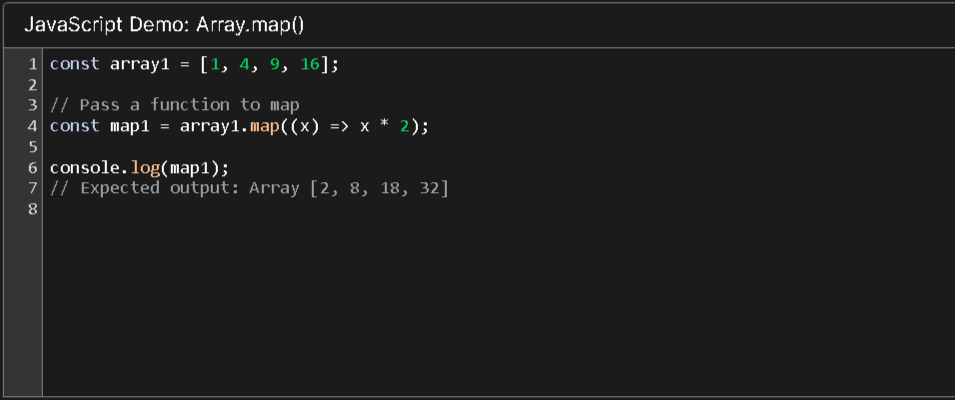 JavaScript Demo: Array.map()
1 const array1 = [1, 4, 9, 16];
2
3 // Pass a function to map
4 const map1 = array1.map((x) => x * 2);
5
6 console.log(map1);
7 // Expected output: Array [2, 8, 18, 32]
8